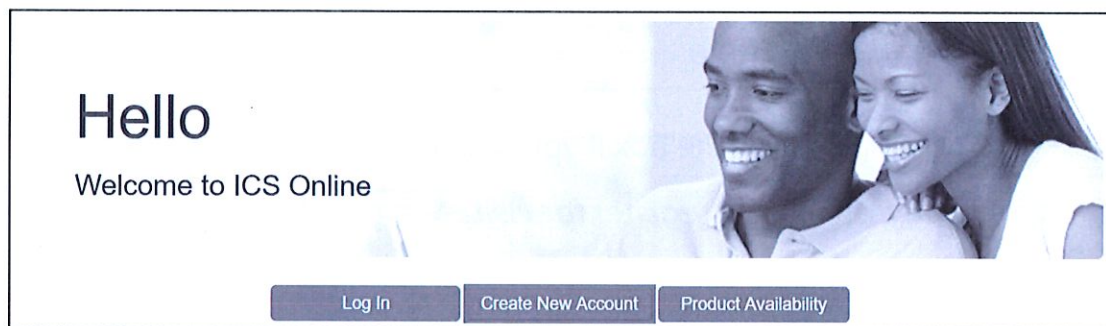 Hello
Welcome to ICS Online
Log In
Create New Account
Product Availability